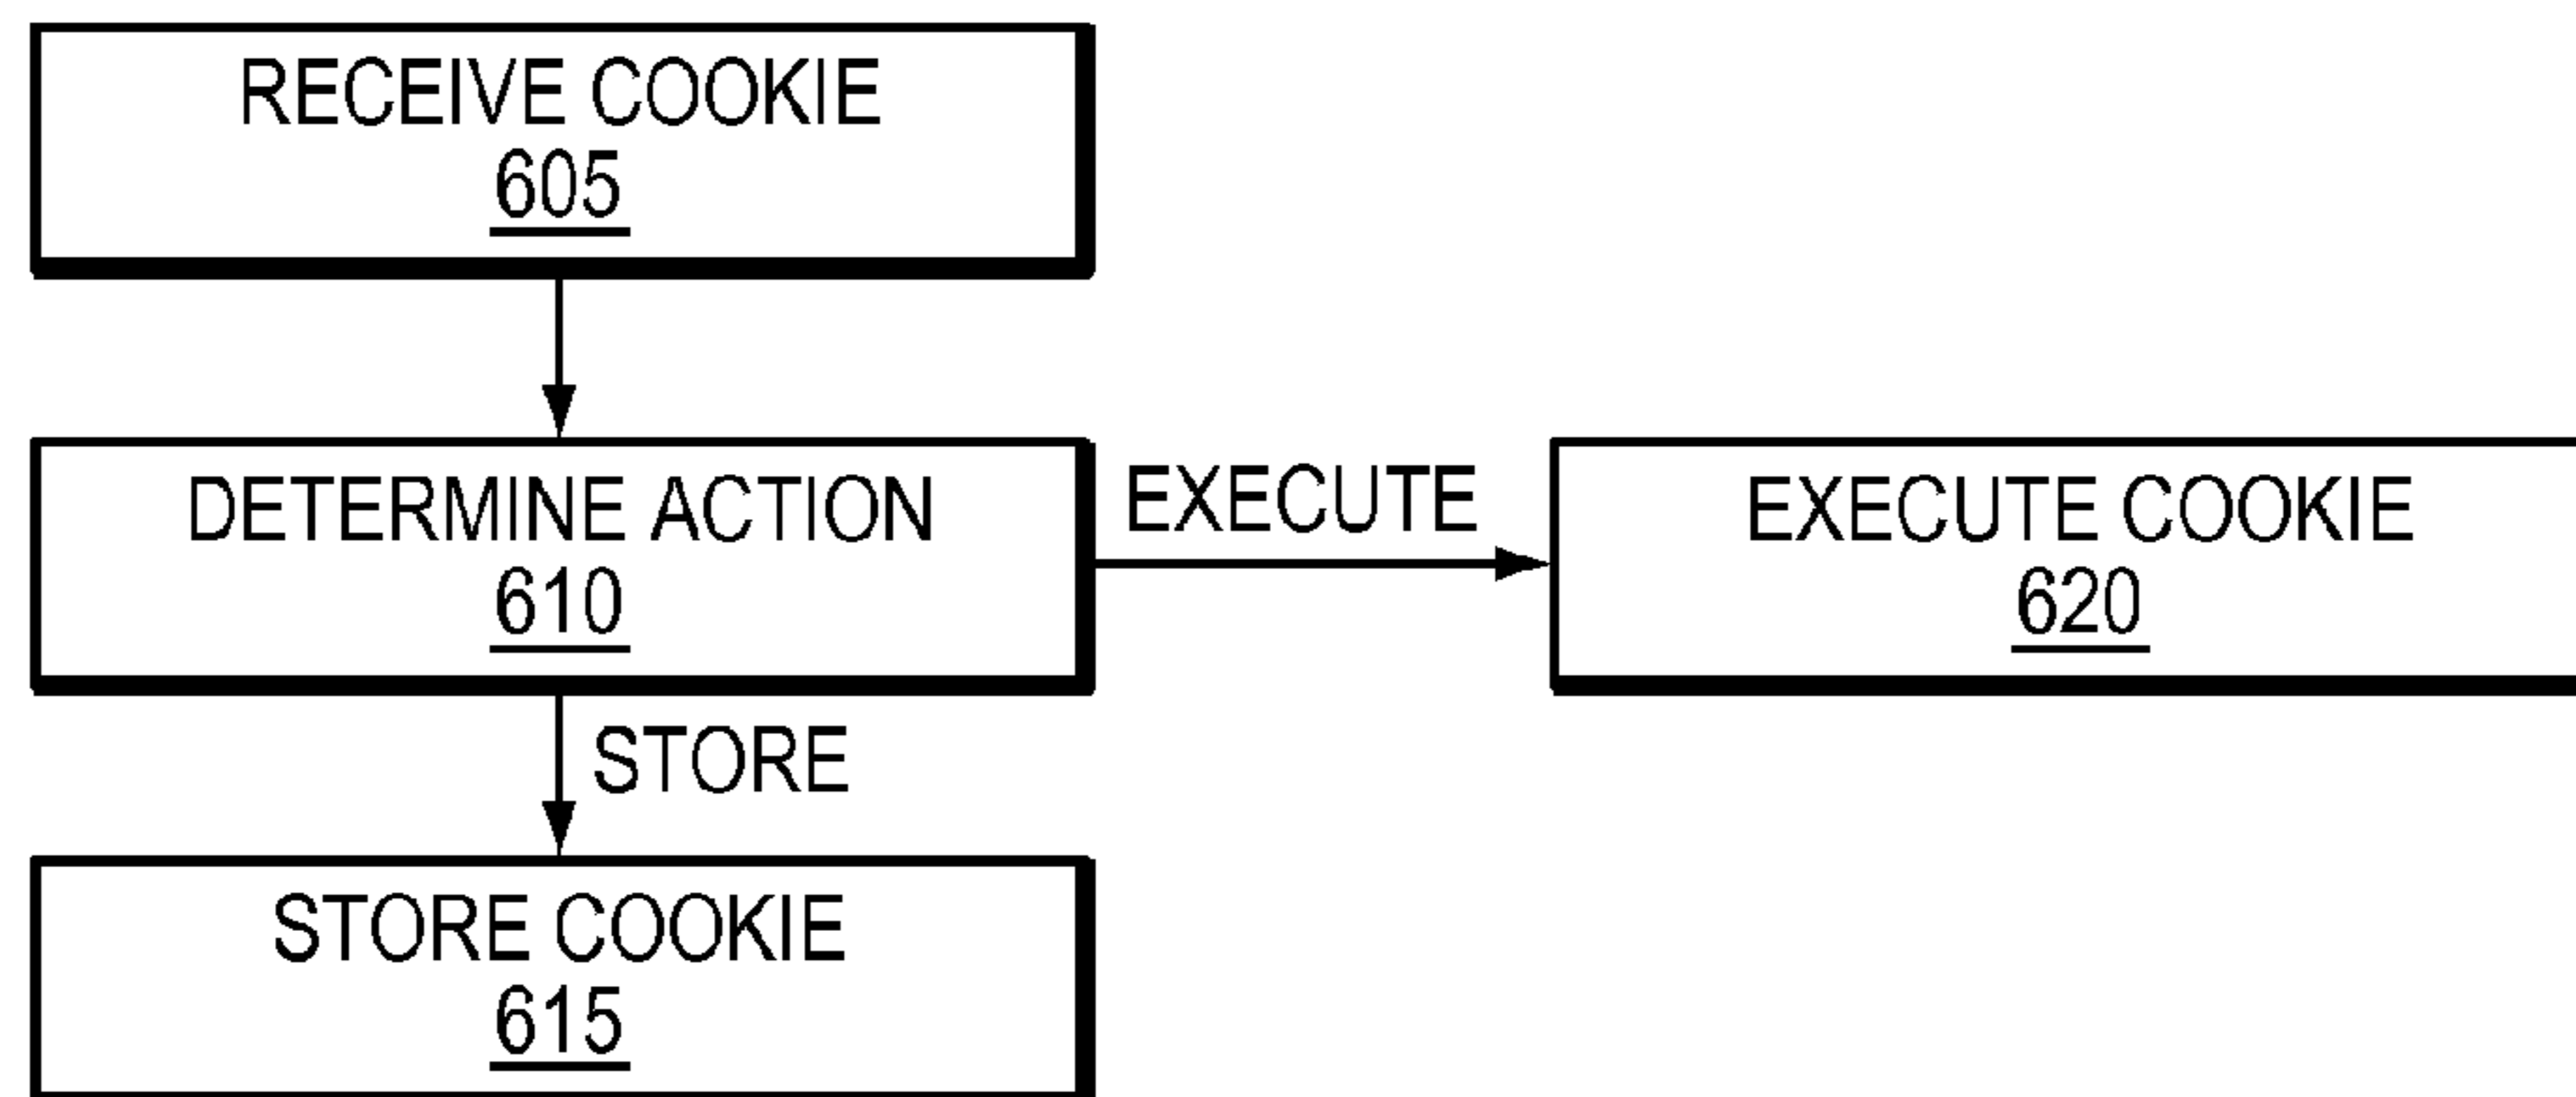 RECEIVE COOKIE
605
DETERMINE ACTION
610
EXECUTE
EXECUTE COOKIE
620
STORE
STORE COOKIE
615